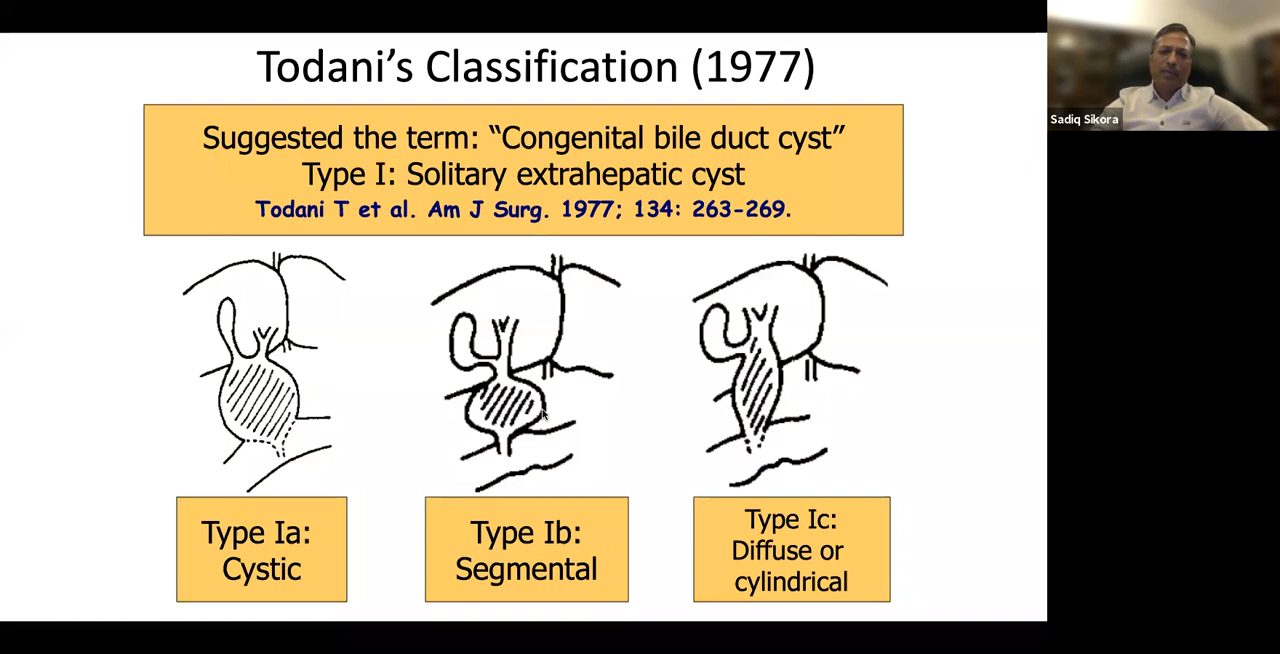 Todani's Classification (1977)
Suggested the term: “Congenital bile duct cyst”
Type I: Solitary extrahepatic cyst
Todani T et al. Am J Surg. 1977; 134: 263-269.
Type Ia:
Cystic
Type Ib:
Segmental
Type Ic:
Diffuse or
cylindrical
Sadiq Sikora